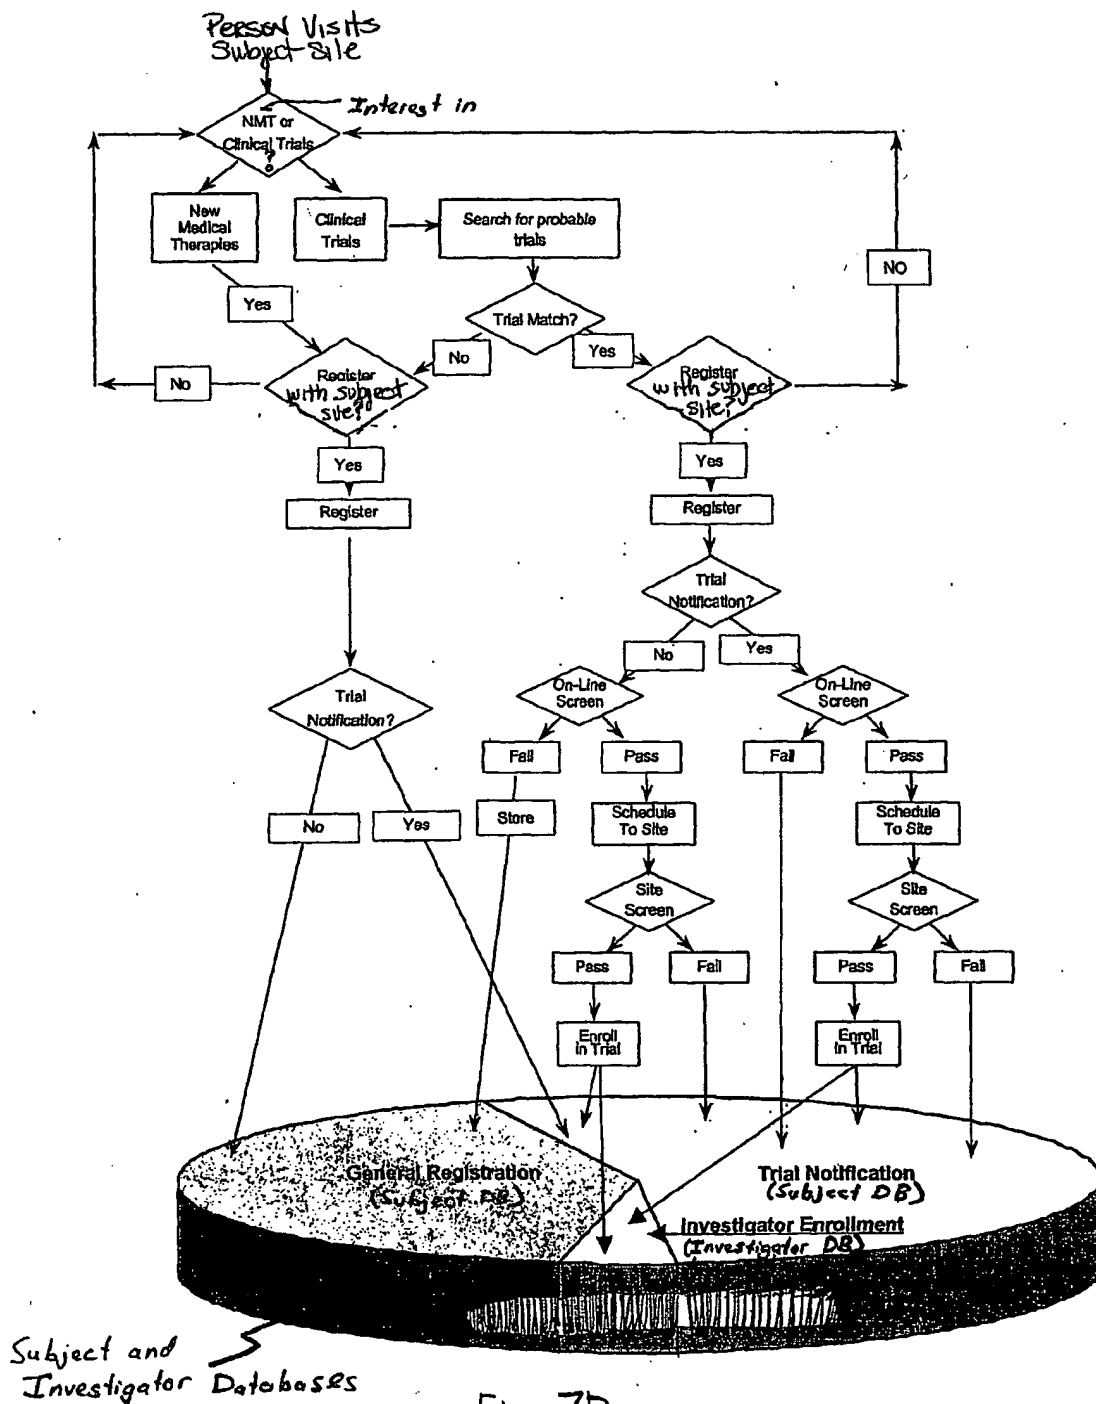 PERSON VISITS
Subject Site
Interest in
NMT or
Clinical Trials
?
New
Medical
Therapies
Clinical
Trials
Search for probable
trials
NO
Yes
Trial Match?
No
Yes
No
Register
with subject
site?
Register
with subject
site?
Yes
Yes
Register
Register
Trial
Notification?
No
Yes
Trial
Notification?
On-Line
Screen
On-Line
Screen
Fail
Pass
Fail
Pass
No
Yes
Store
Schedule
To Site
Schedule
To Site
Site
Screen
Site
Screen
Pass
Fail
Pass
Fail
Enroll
In Trial
Enroll
In Trial
General Registration
(Subject DB)
Trial Notification
(Subject DB)
Investigator Enrollment
(Investigator DB)
Subject and
Investigator Databases